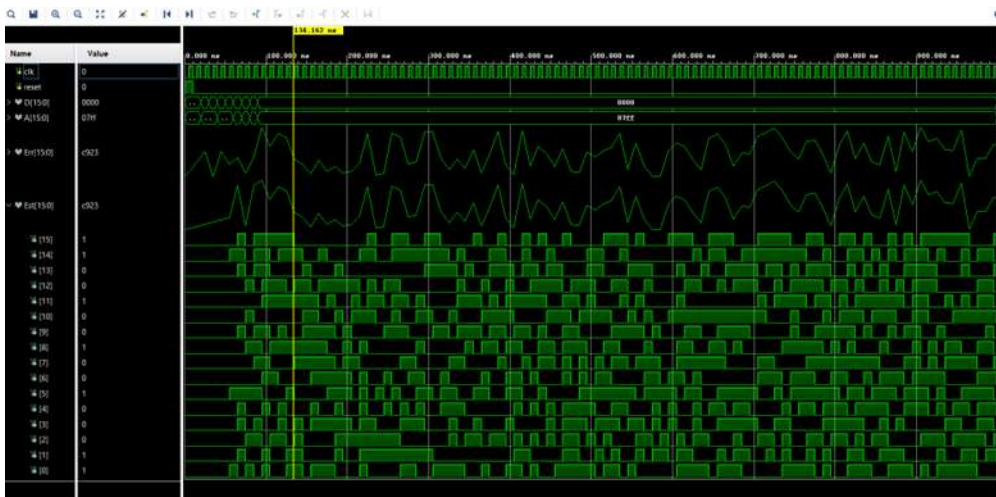 134.162 ns
Name Value
0.000 ns 100.000 ns 200.000 ns 300.000 ns 400.000 ns 500.000 ns 600.000 ns 700.000 ns 800.000 ns 900.000 ns
clk 0
reset 0
D[15:0] 0000 0000
A[15:0] 07ff 07ff
Err[15:0] c923
Est[15:0] c923
[15] 1
[14] 1
[13] 0
[12] 0
[11] 1
[10] 0
[9] 0
[8] 1
[7] 0
[6] 0
[5] 1
[4] 0
[3] 0
[2] 0
[1] 1
[0] 1